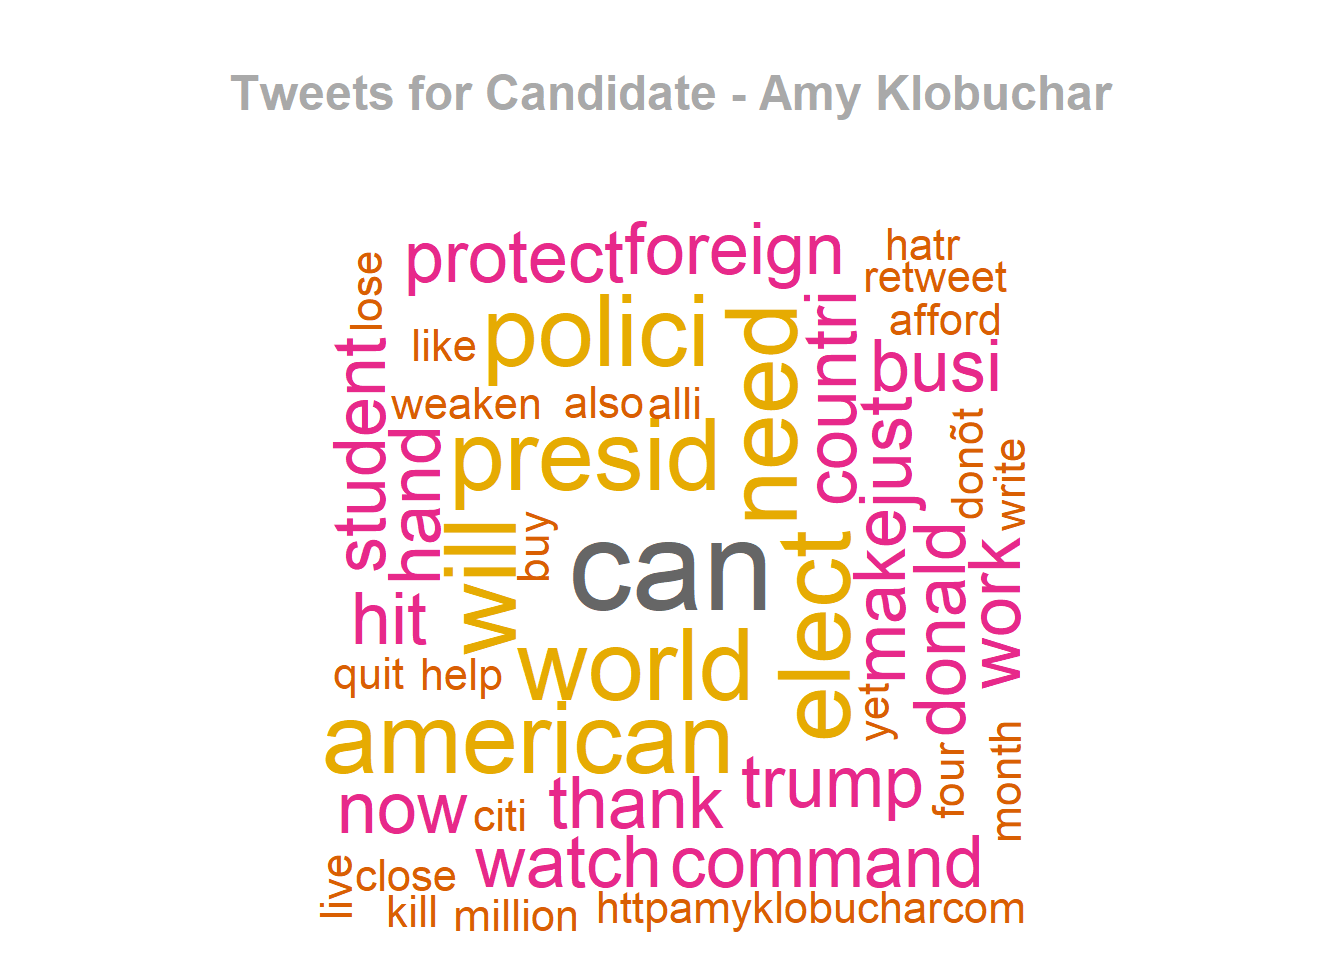 Tweets for Candidate - Amy Klobuchar
protect
foreign
hatr
retweet
lose
afford
like
polici
need
countri
busi
student
weaken
also
alli
just
hand
presid
donõt
write
will
buy
can
elect
make
donald
work
hit
quit
help
world
yet
american
four
month
now
citi
thank
trump
live
close
watch
command
kill
million
httpamyklobucharcom